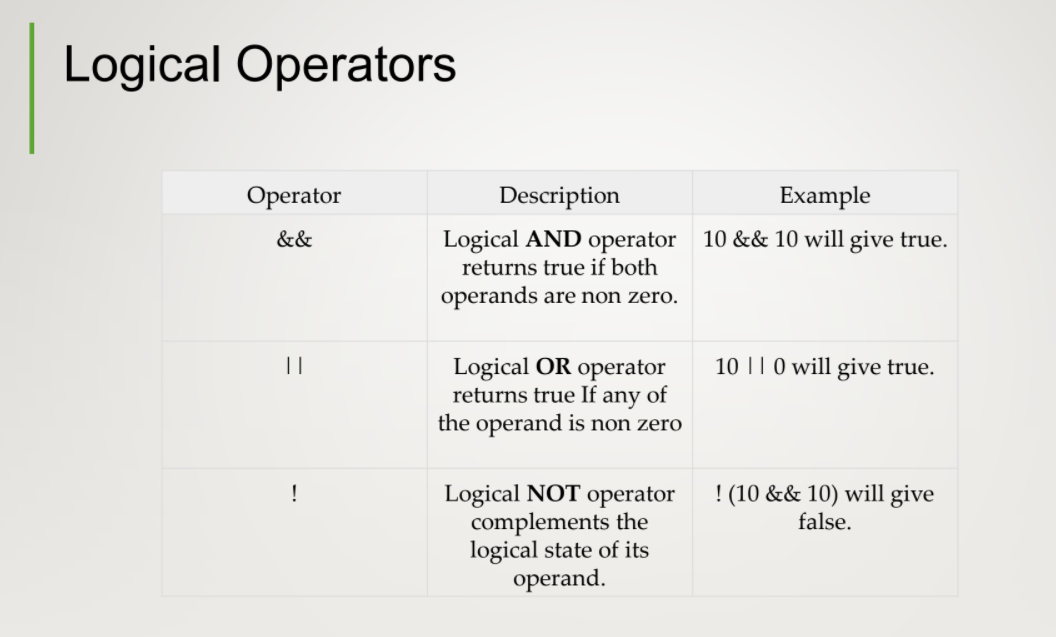 Logical Operators
Operator Description Example
&& Logical AND operator 10 && 10 will give true.
returns true if both
operands are non zero.
|| Logical OR operator 10 || 0 will give true.
returns true If any of
the operand is non zero
! Logical NOT operator ! (10 && 10) will give
complements the false.
logical state of its
operand.